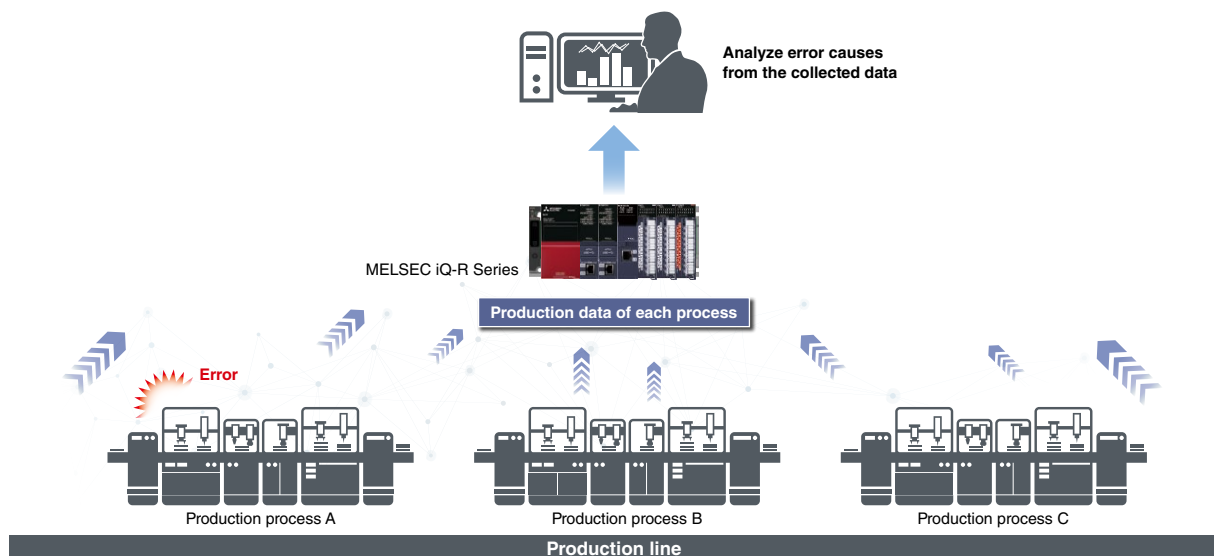 Analyze error causes
from the collected data
MELSEC iQ-R Series
Production data of each process
Error
Production process A
Production process B
Production process C
Production line